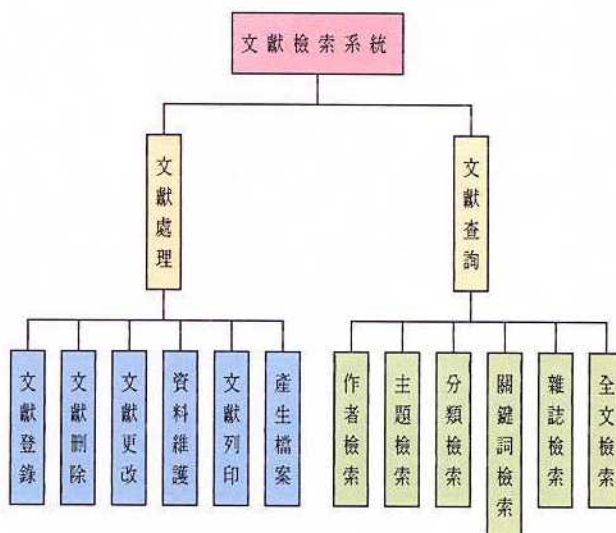 文獻檢索系統
文獻處理
文獻查詢
文獻登錄
文獻刪除
文獻更改
資料維護
文獻列印
產生檔案
作者檢索
主題檢索
分類檢索
關鍵詞檢索
雜誌檢索
全文檢索